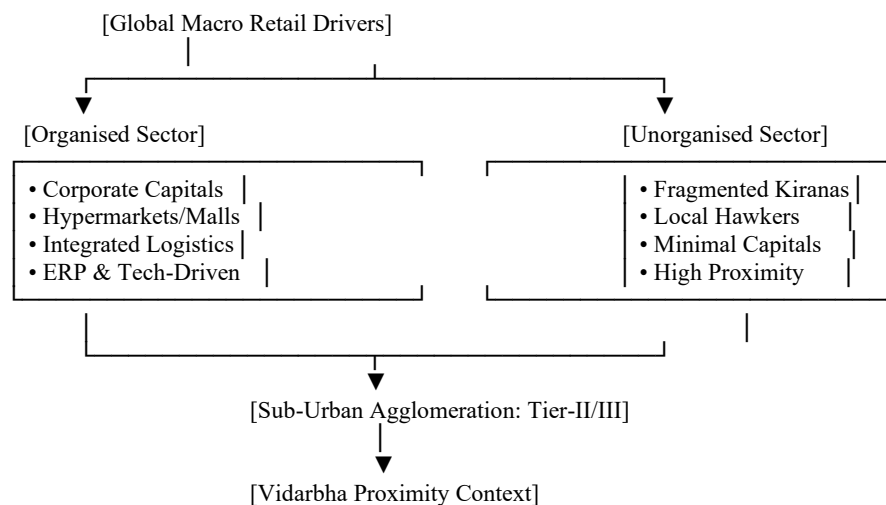 [Global Macro Retail Drivers]
[Organised Sector]
[Unorganised Sector]
• Corporate Capitals
• Hypermarkets/Malls
• Integrated Logistics
• ERP & Tech-Driven
• Fragmented Kiranas
• Local Hawkers
• Minimal Capitals
• High Proximity
[Sub-Urban Agglomeration: Tier-II/III]
[Vidarbha Proximity Context]